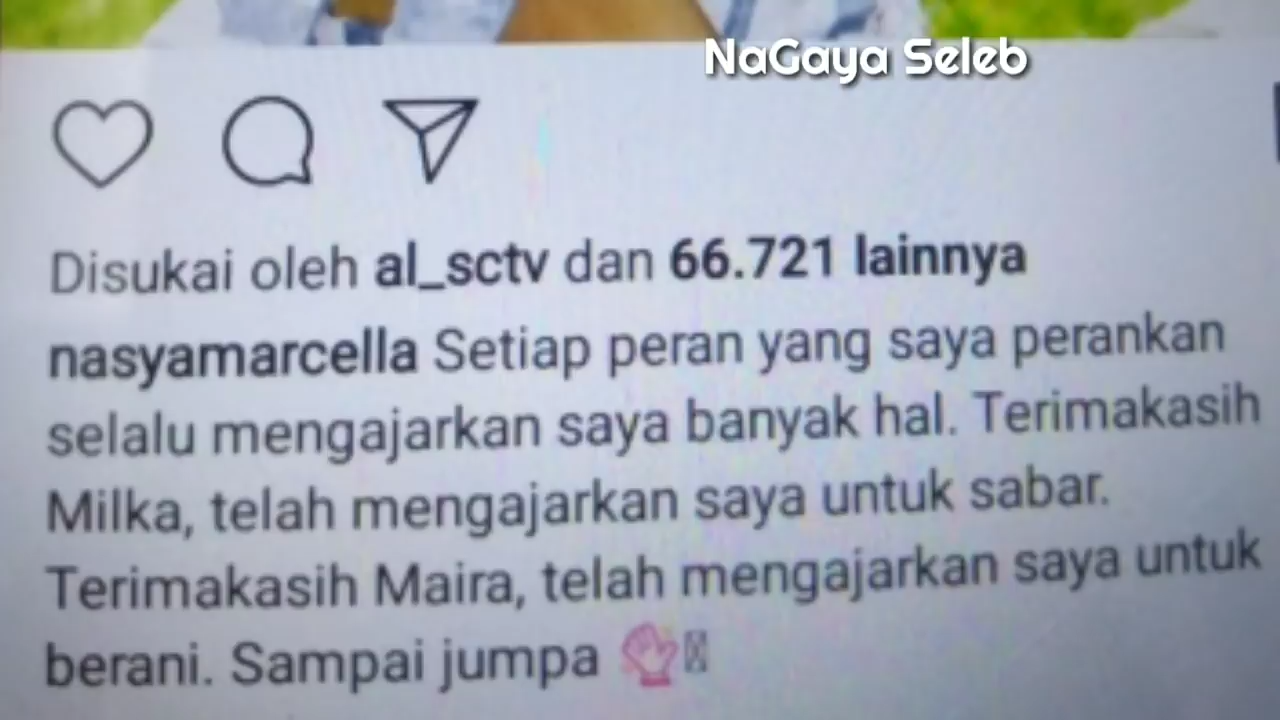 NaGaya Seleb
Disukai oleh al_sctv dan 66.721 lainnya
nasyamarcella Setiap peran yang saya perankan
selalu mengajarkan saya banyak hal. Terimakasih
Milka, telah mengajarkan saya untuk sabar.
Terimakasih Maira, telah mengajarkan saya untuk
berani. Sampai jumpa